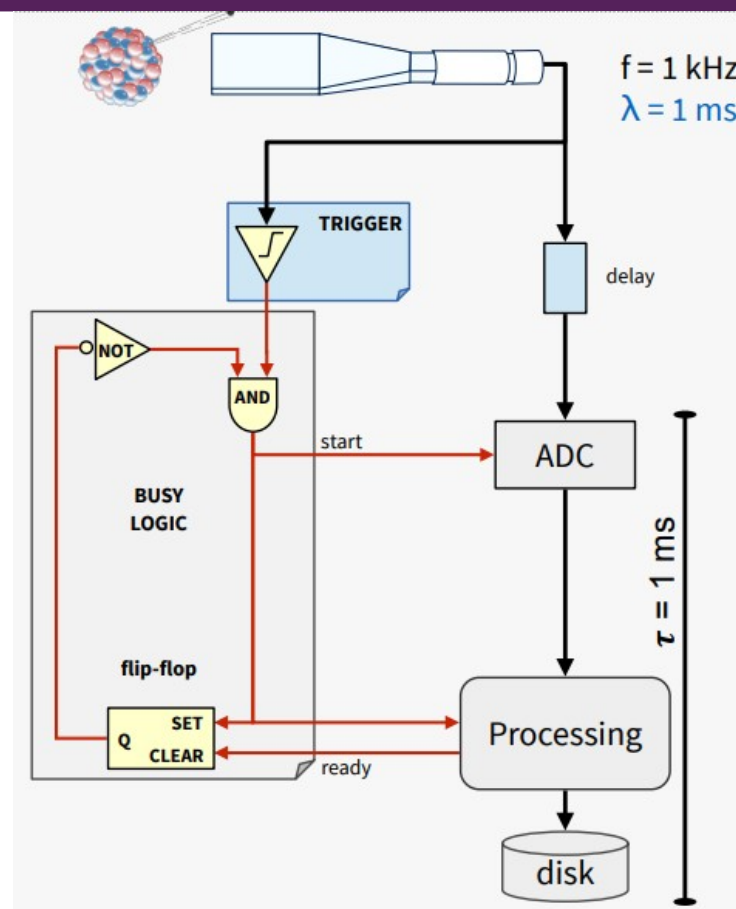 f = 1 kHz
λ = 1 ms
TRIGGER
delay
NOT
AND
start
ADC
BUSY
LOGIC
τ = 1 ms
flip-flop
SET
Q
CLEAR
Processing
ready
disk